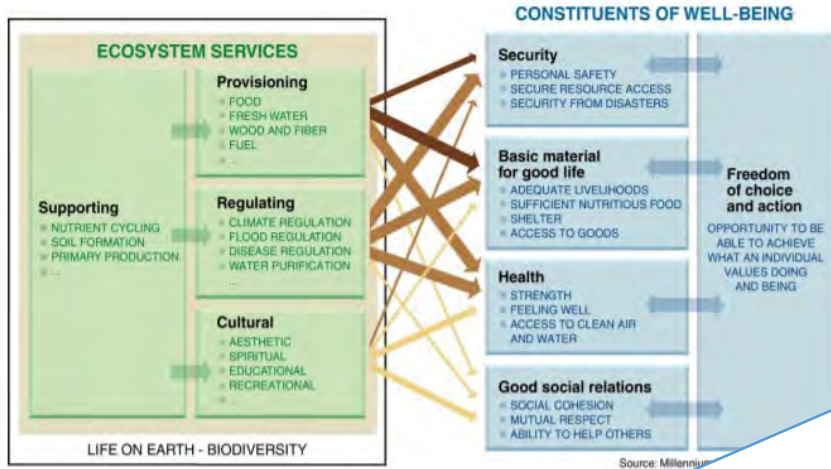 CONSTITUENTS OF WELL-BEING
ECOSYSTEM SERVICES
Supporting
NUTRIENT CYCLING
SOIL FORMATION
PRIMARY PRODUCTION
...
Provisioning
FOOD
FRESH WATER
WOOD AND FIBER
FUEL
...
Regulating
CLIMATE REGULATION
FLOOD REGULATION
DISEASE REGULATION
WATER PURIFICATION
...
Cultural
AESTHETIC
SPIRITUAL
EDUCATIONAL
RECREATIONAL
...
LIFE ON EARTH - BIODIVERSITY
Security
PERSONAL SAFETY
SECURE RESOURCE ACCESS
SECURITY FROM DISASTERS
Basic material
for good life
ADEQUATE LIVELIHOODS
SUFFICIENT NUTRITIOUS FOOD
SHELTER
ACCESS TO GOODS
Health
STRENGTH
FEELING WELL
ACCESS TO CLEAN AIR
AND WATER
Good social relations
SOCIAL COHESION
MUTUAL RESPECT
ABILITY TO HELP OTHERS
Freedom
of choice
and action
OPPORTUNITY TO BE
ABLE TO ACHIEVE
WHAT AN INDIVIDUAL
VALUES DOING
AND BEING
Source: